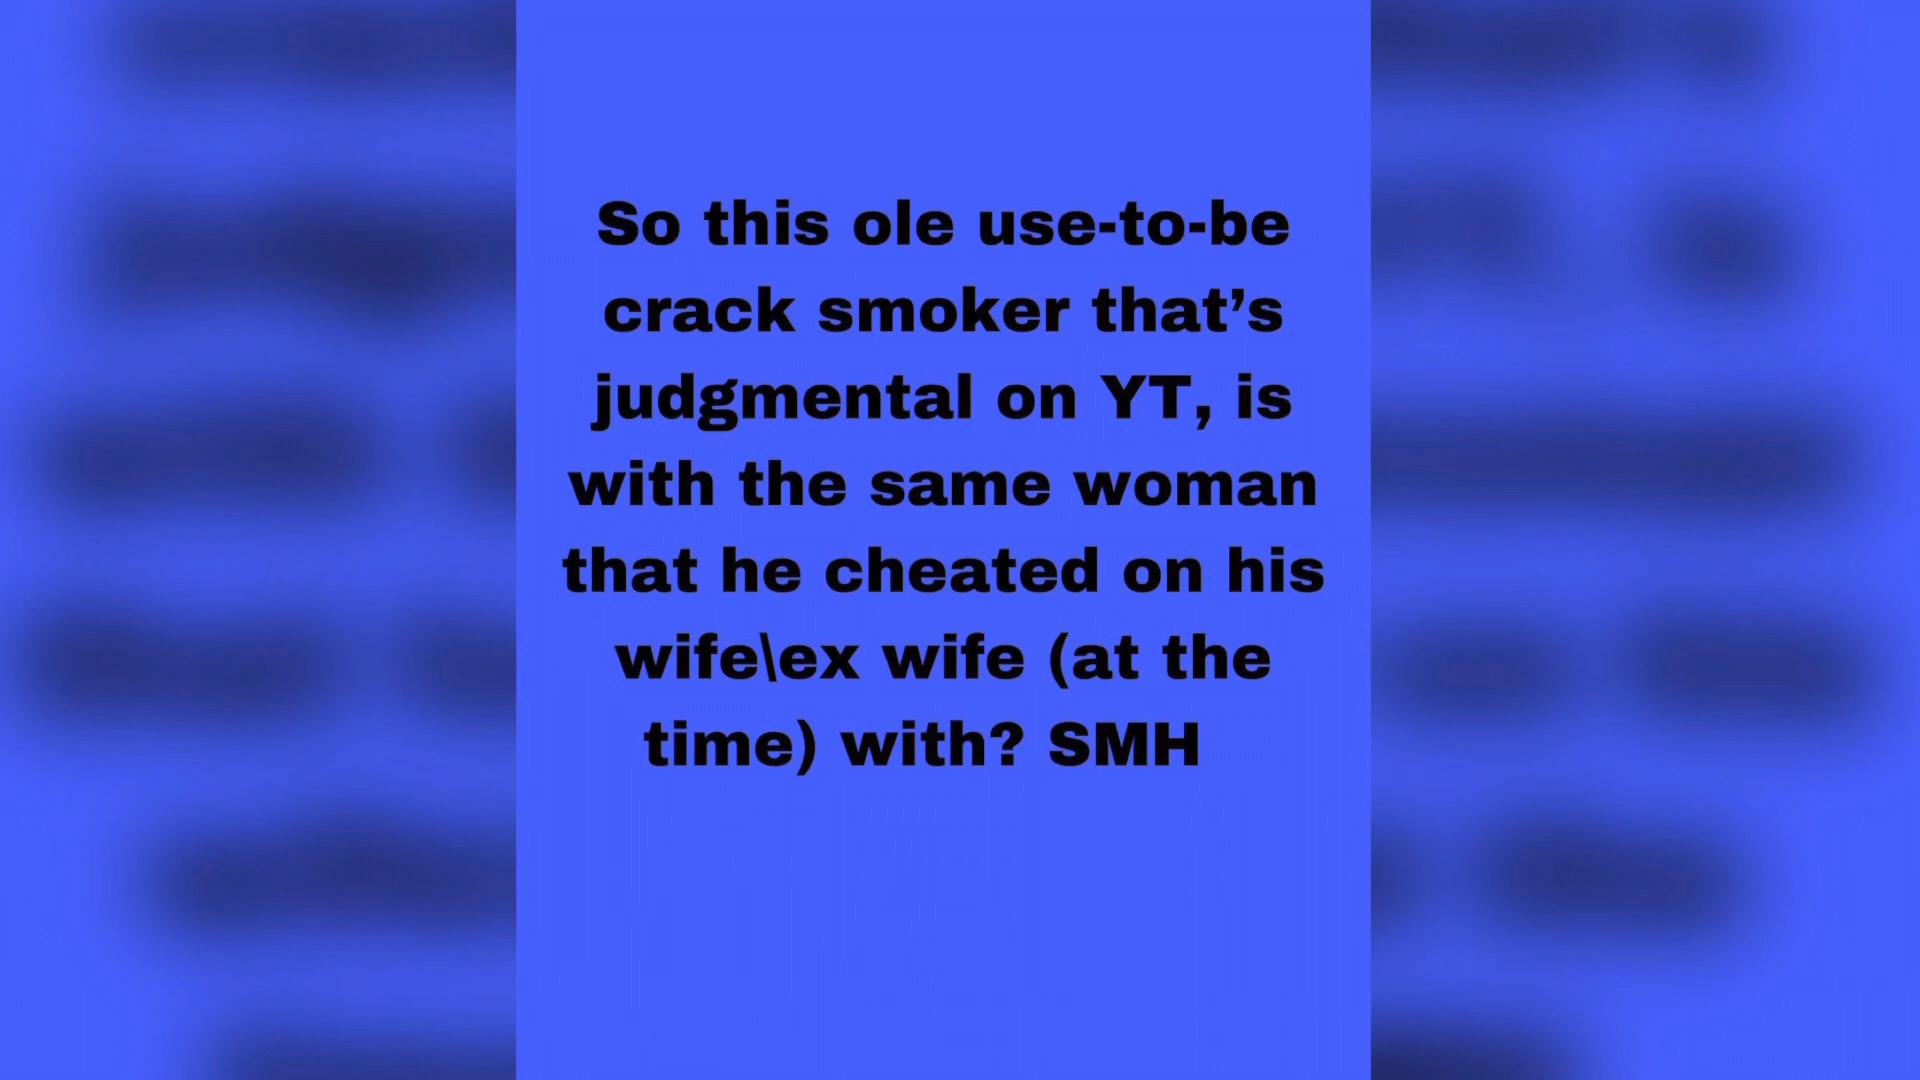 So this ole use-to-be
crack smoker that’s
judgmental on YT, is
with the same woman
that he cheated on his
wife\ex wife (at the
time) with? SMH